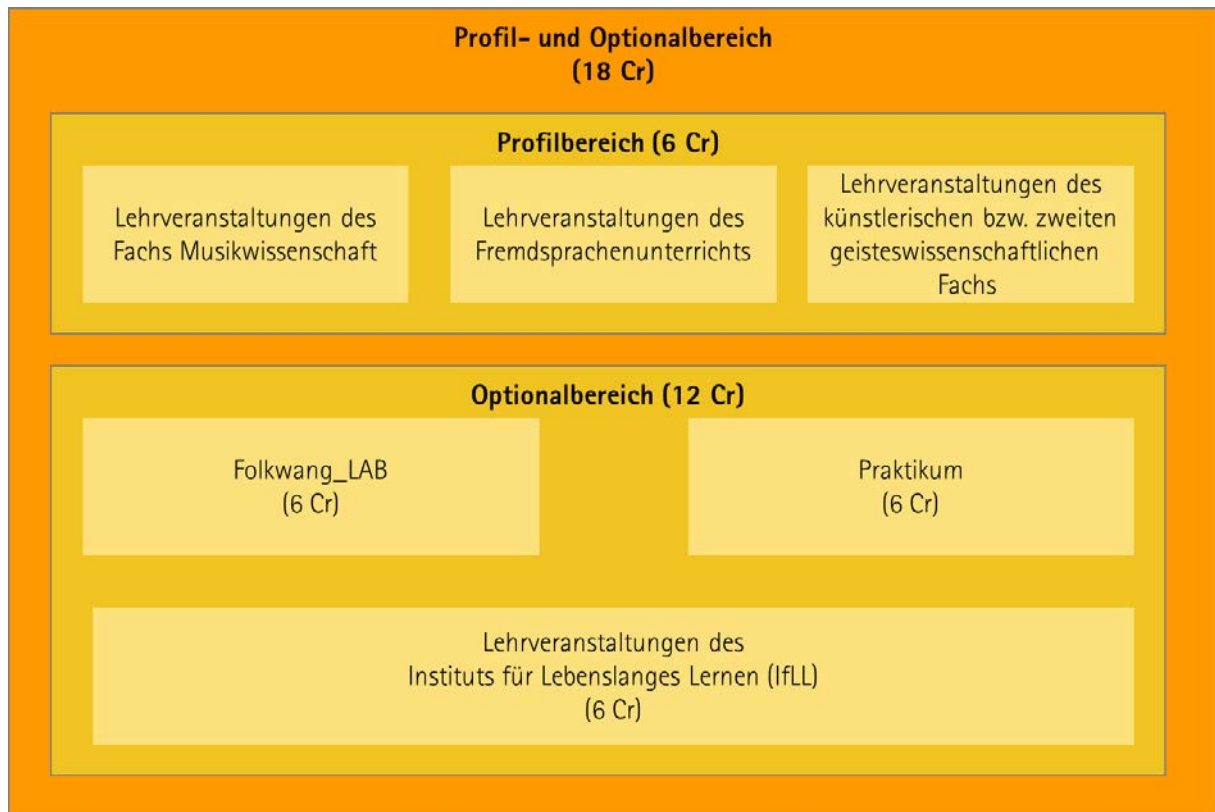 Profil- und Optionalbereich
(18 Cr)
Profilbereich (6 Cr)
Lehrveranstaltungen des
Fachs Musikwissenschaft
Lehrveranstaltungen des
Fremdsprachenunterrichts
Lehrveranstaltungen des
künstlerischen bzw. zweiten
geisteswissenschaftlichen
Fachs
Optionalbereich (12 Cr)
Folkwang_LAB
(6 Cr)
Praktikum
(6 Cr)
Lehrveranstaltungen des
Instituts für Lebenslanges Lernen (IfLL)
(6 Cr)